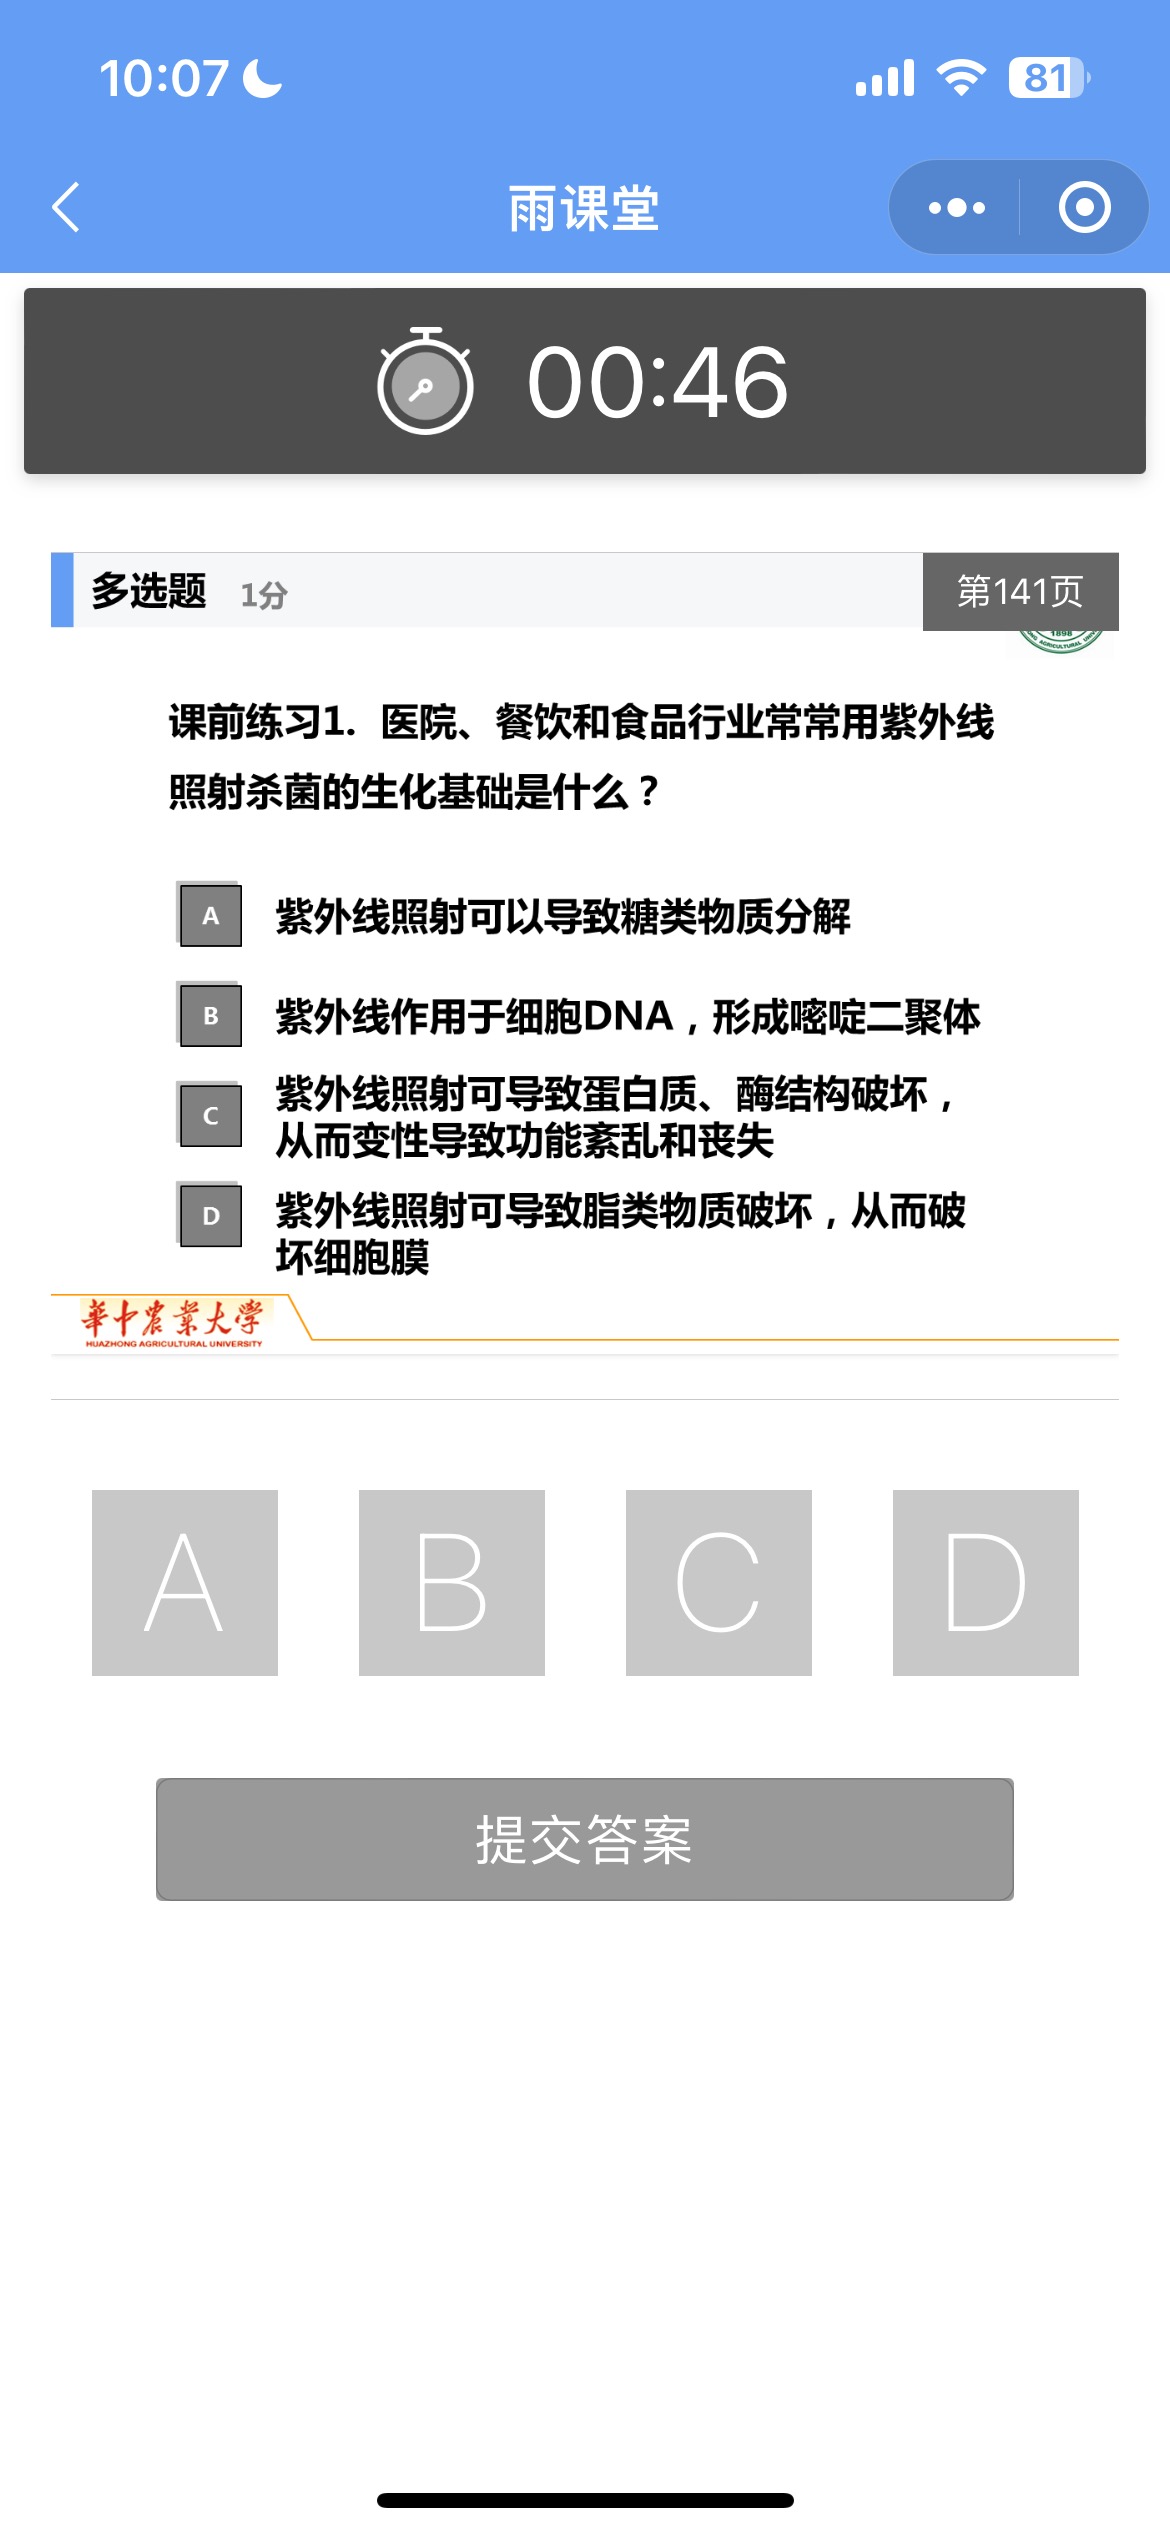 10:07
81
雨课堂
00:46
多选题 1分
第141页
1898
课前练习1. 医院、餐饮和食品行业常常用紫外线
照射杀菌的生化基础是什么？
A 紫外线照射可以导致糖类物质分解
B 紫外线作用于细胞DNA，形成嘧啶二聚体
C 紫外线照射可导致蛋白质、酶结构破坏，
从而变性导致功能紊乱和丧失
D 紫外线照射可导致脂类物质破坏，从而破
坏细胞膜
華中農業大学
HUAZHONG AGRICULTURAL UNIVERSITY
A B C D
提交答案